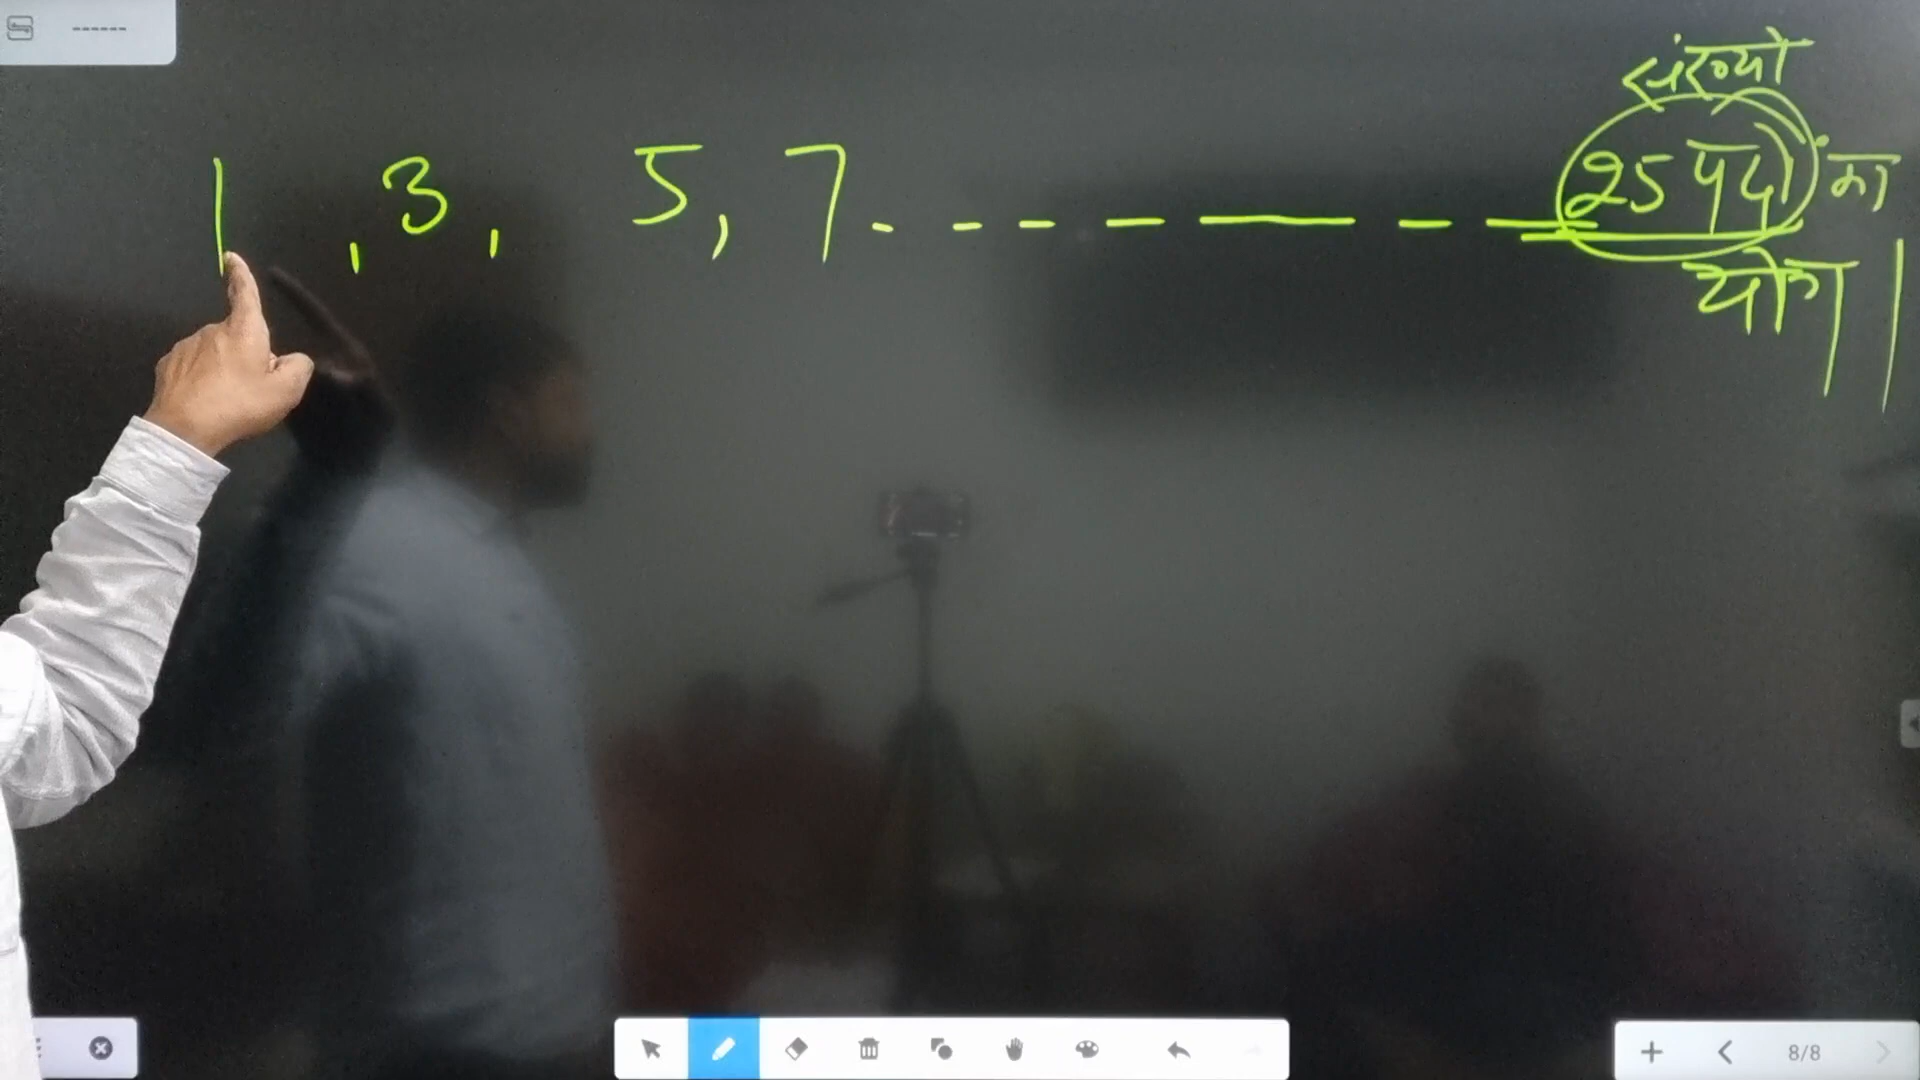 संख्यो
1, 3, 5, 7 - - - - - - - 25 पदों का
योग।
8/8